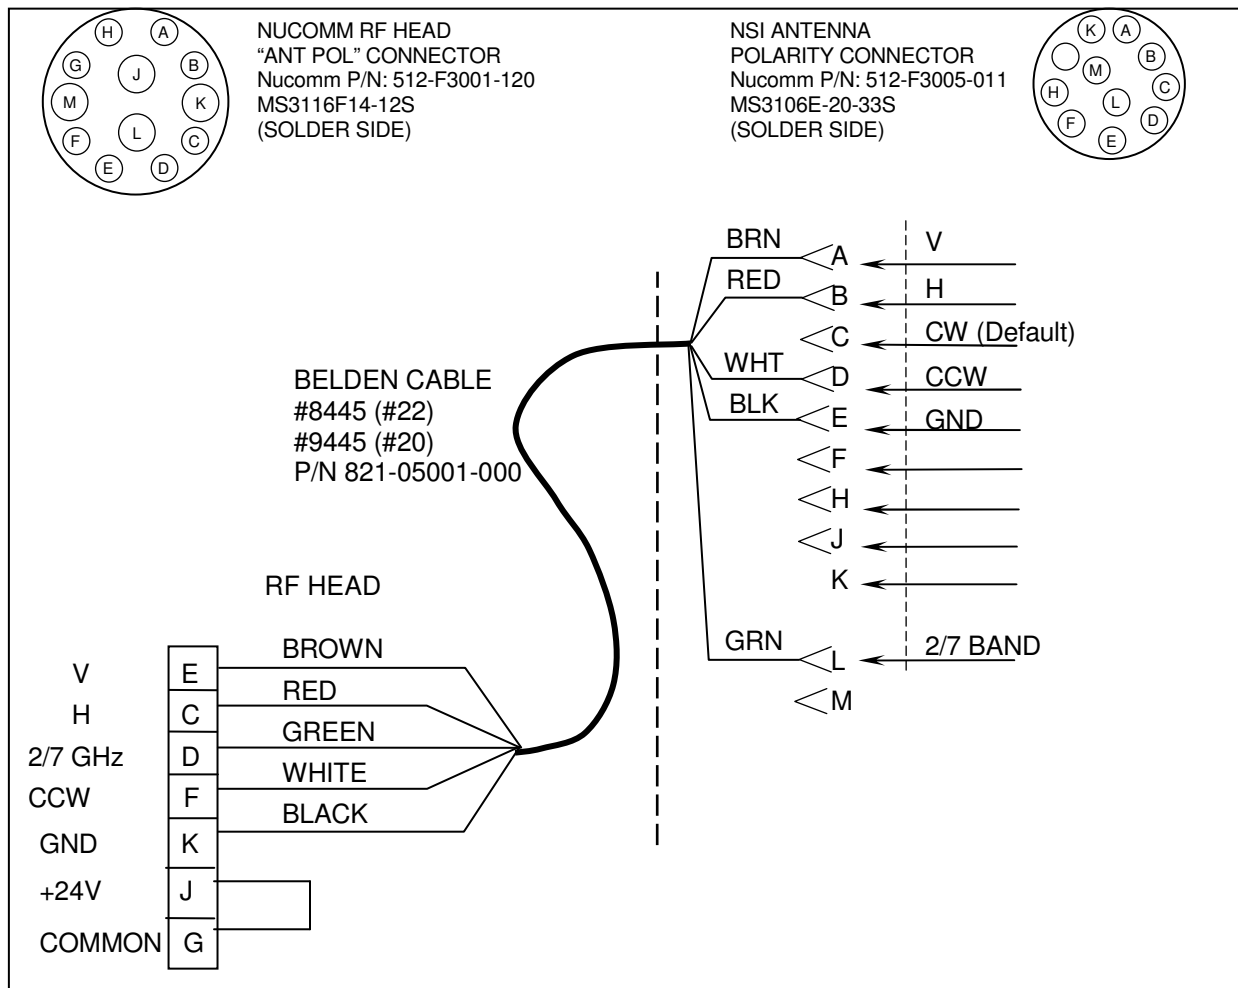 H A
G B
J
M K
L
F C
E D
NUCOMM RF HEAD
“ANT POL” CONNECTOR
Nucomm P/N: 512-F3001-120
MS3116F14-12S
(SOLDER SIDE)
NSI ANTENNA
POLARITY CONNECTOR
Nucomm P/N: 512-F3005-011
MS3106E-20-33S
(SOLDER SIDE)
K A
B
M
H C
L
F D
E
BRN A V
RED B H
C CW (Default)
WHT D CCW
BLK E GND
F
H
J
K
GRN L 2/7 BAND
M
BELDEN CABLE
#8445 (#22)
#9445 (#20)
P/N 821-05001-000
RF HEAD
V E BROWN
H C RED
2/7 GHz D GREEN
CCW F WHITE
GND K BLACK
+24V J
COMMON G